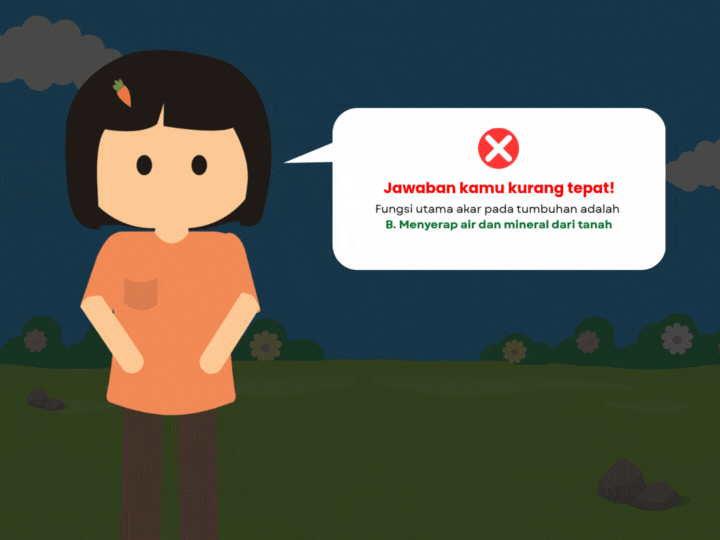 Jawaban kamu kurang tepat!
Fungsi utama akar pada tumbuhan adalah
B. Menyerap air dan mineral dari tanah